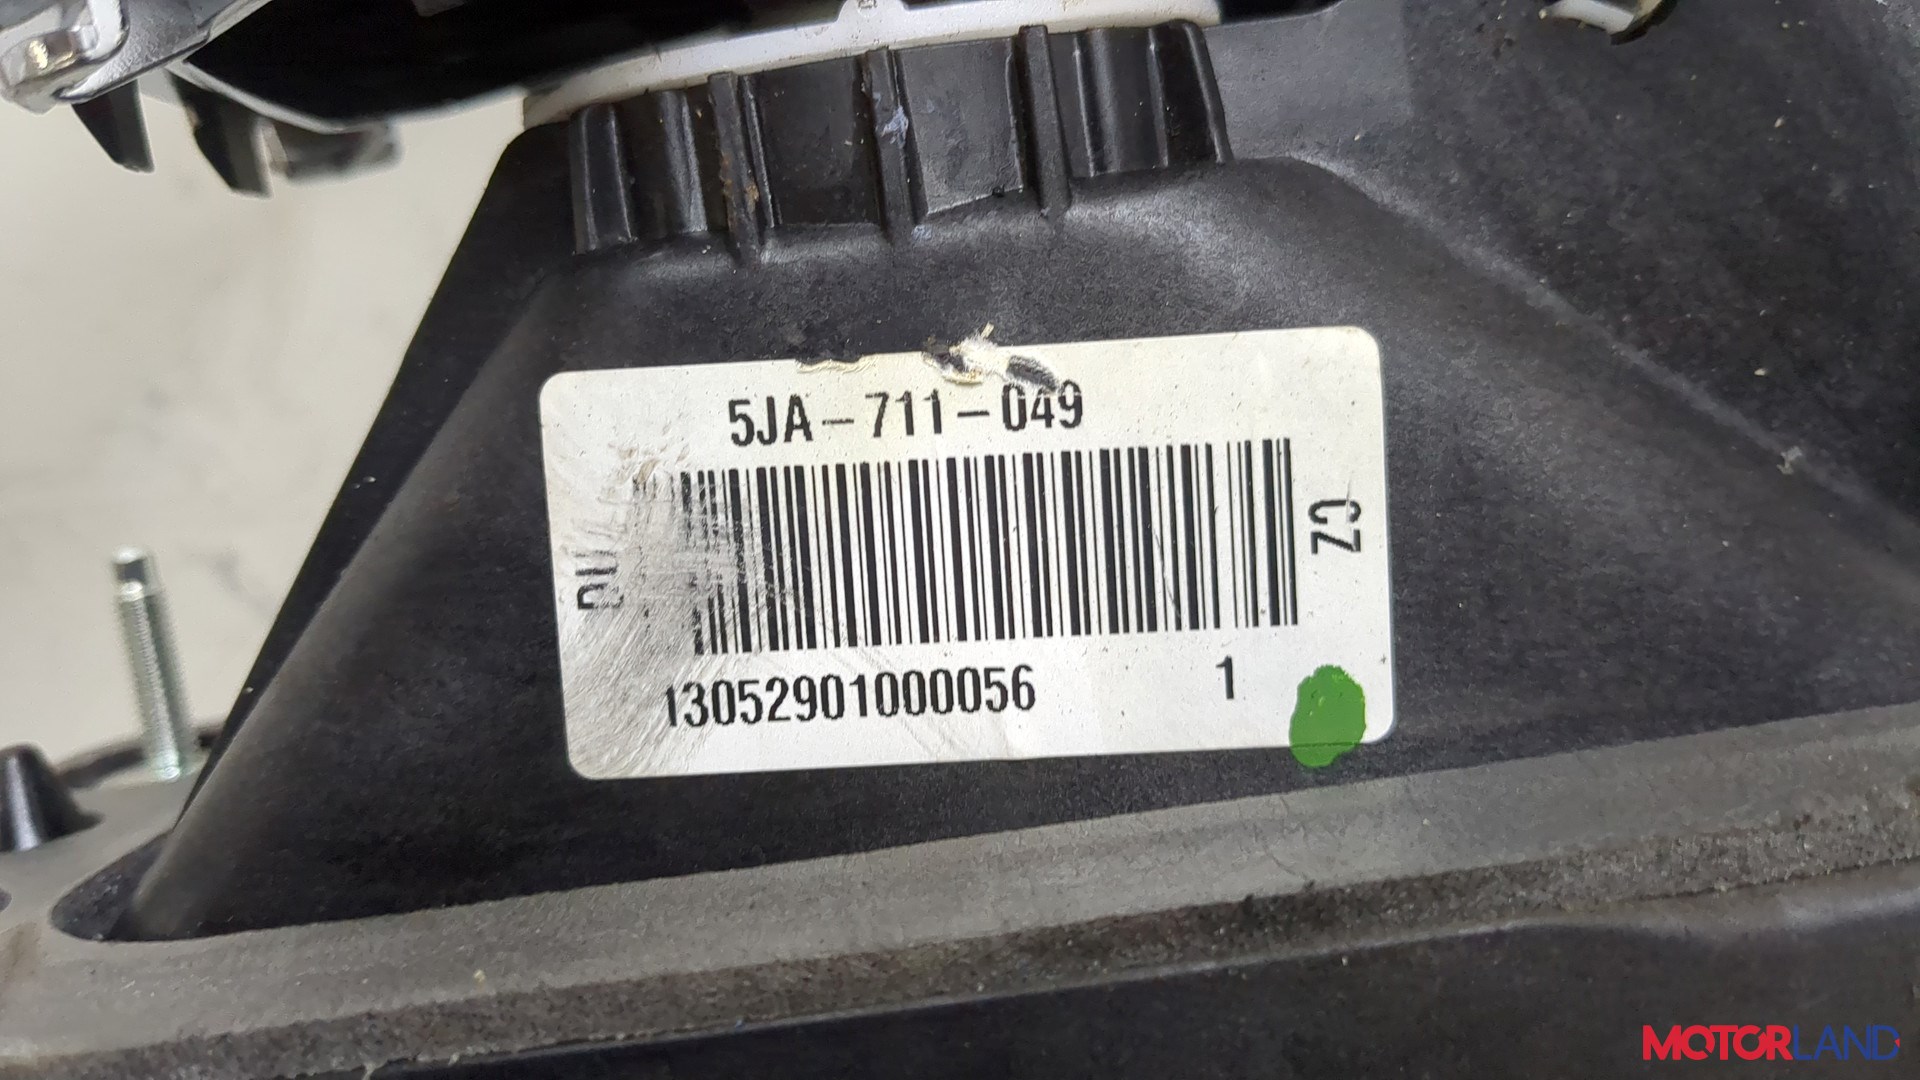 5JA-711-049
CZ
13052901000056 1
MOTORLAND